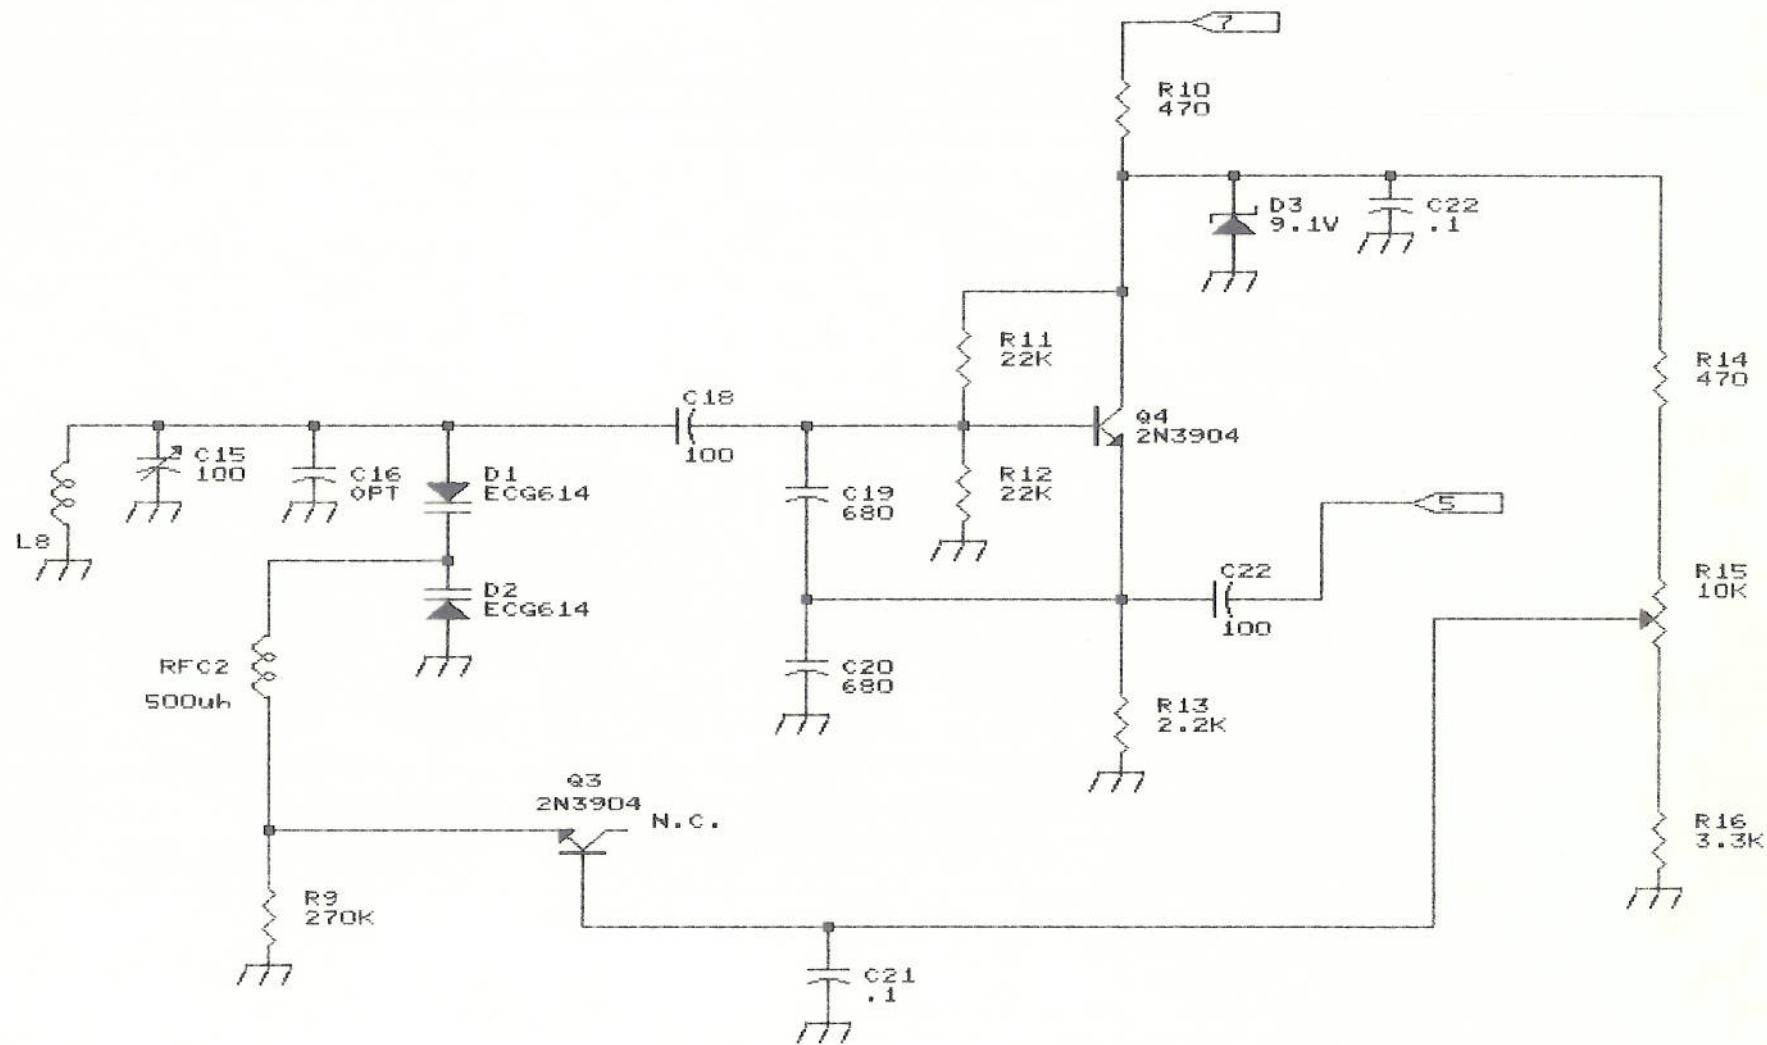 7
R10
470
D3
9.1V
C22
.1
R11
22K
R14
470
C18
100
Q4
2N3904
C15
100
C16
OPT
D1
ECG614
C19
680
R12
22K
5
L8
D2
ECG614
C22
100
R15
10K
RFC2
500uh
C20
680
R13
2.2K
Q3
2N3904
N.C.
R16
3.3K
R9
270K
C21
.1